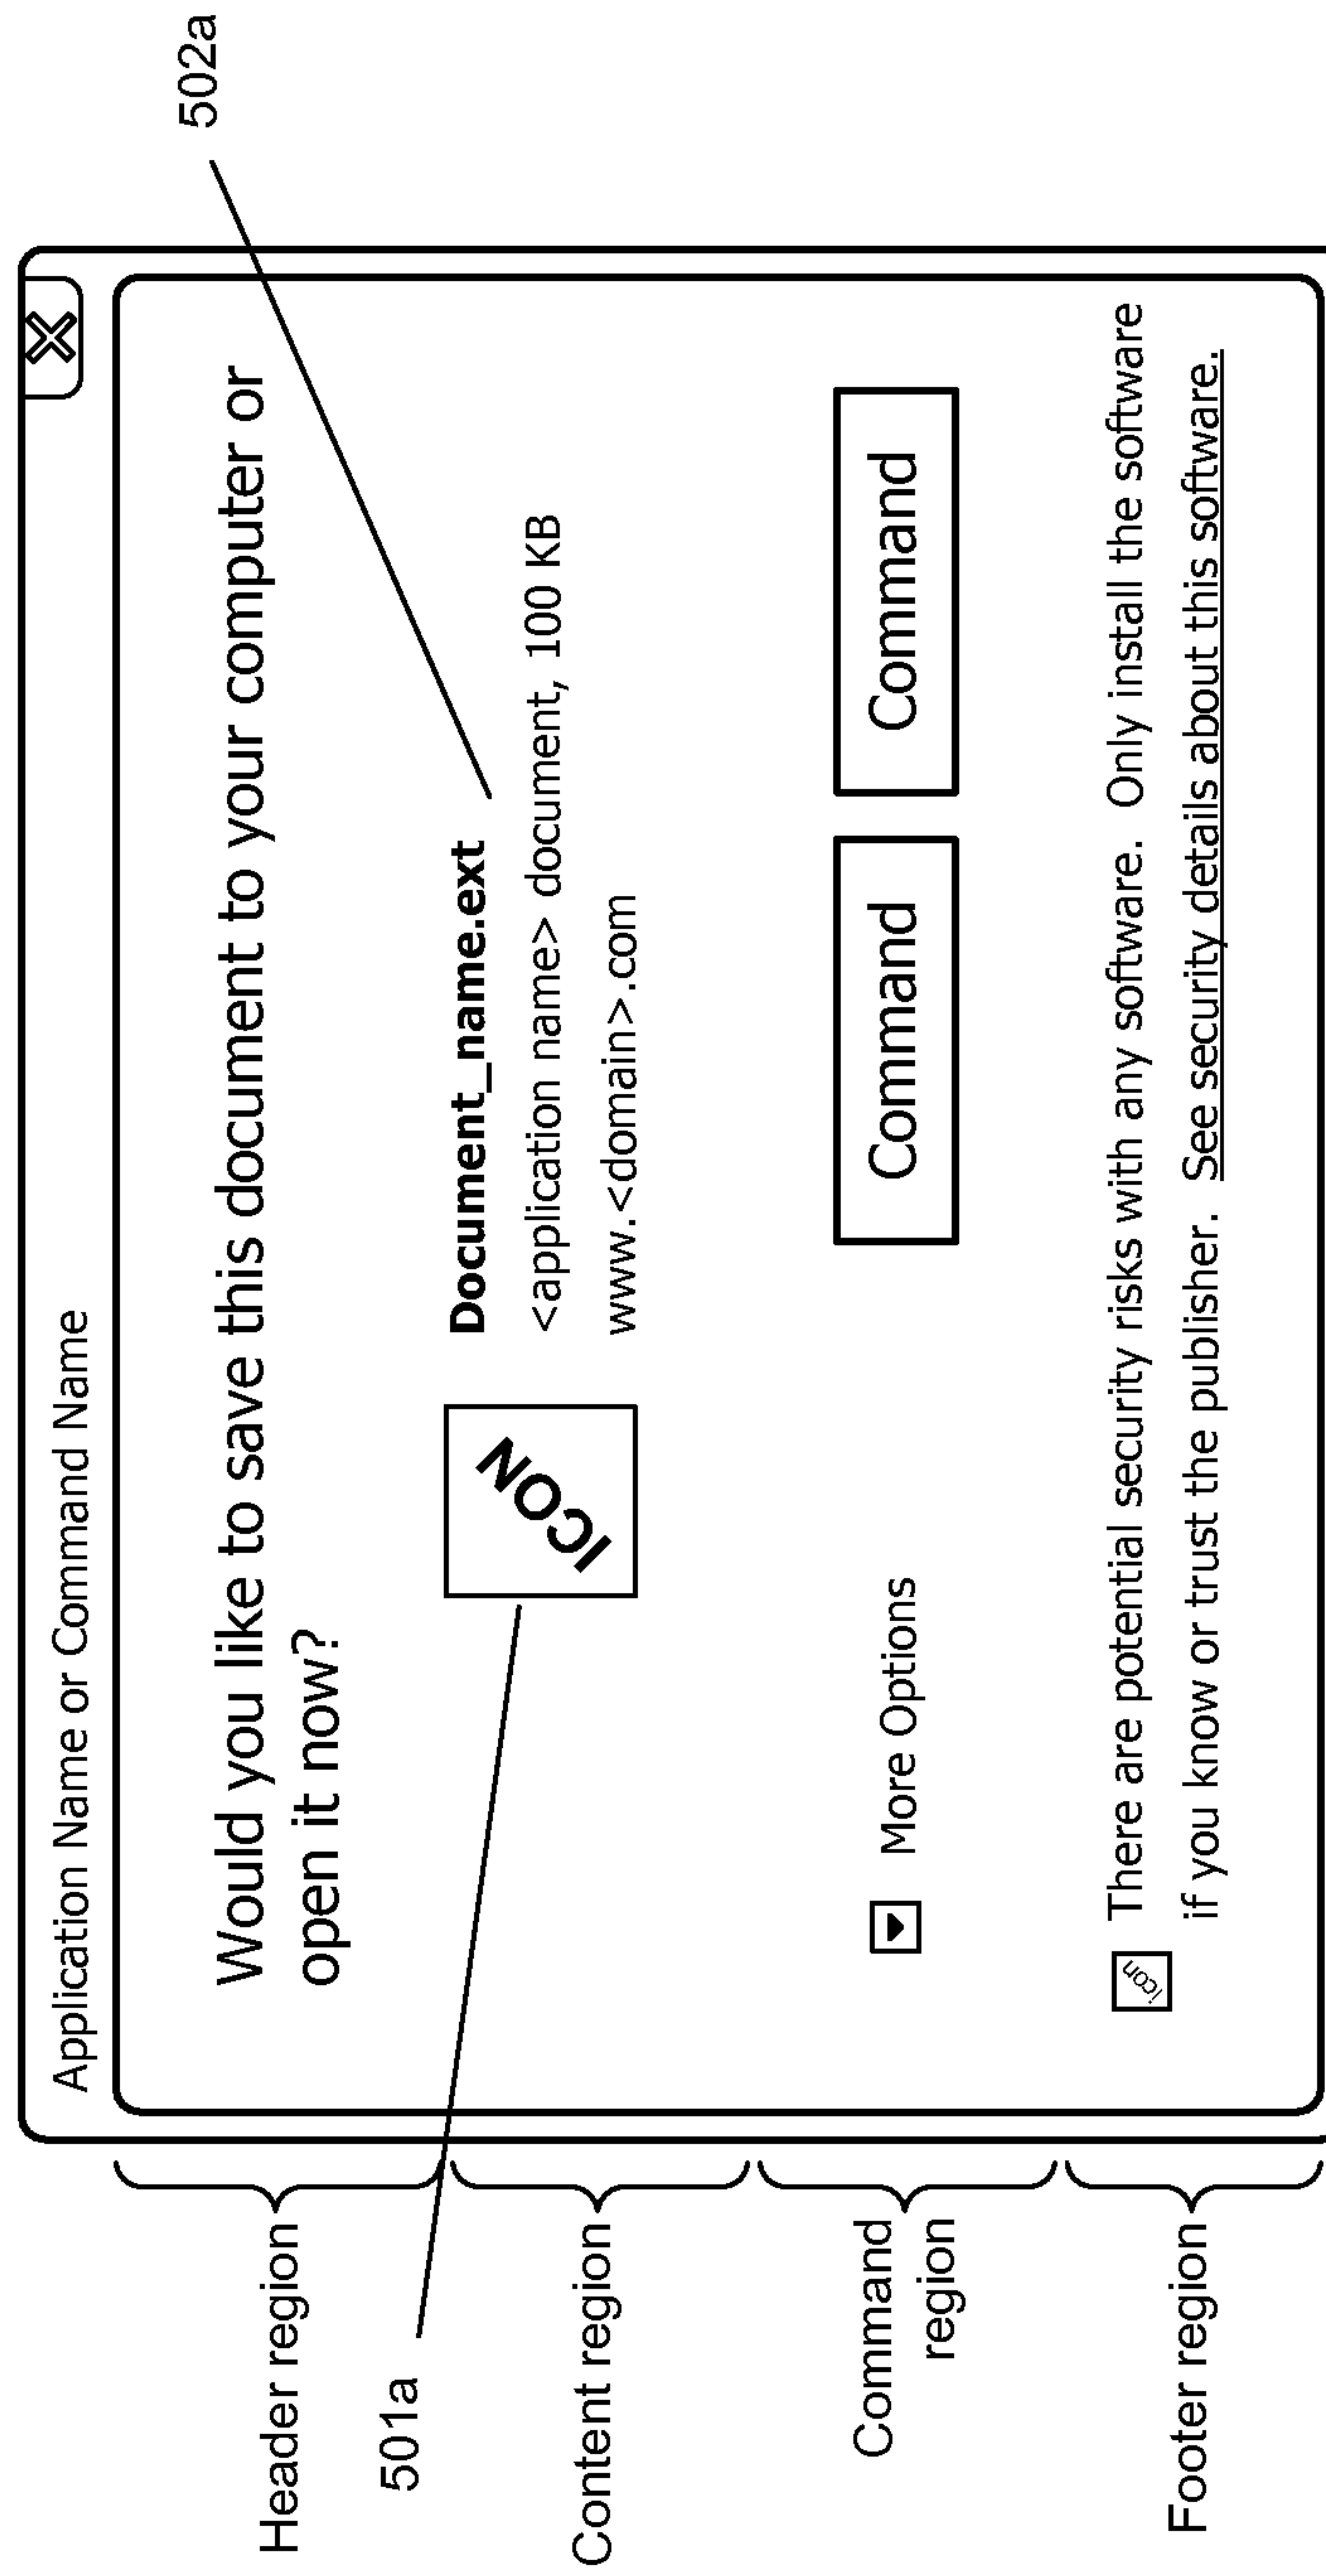 502a
Application Name or Command Name
Header region
Would you like to save this document to your computer or
open it now?
501a
Content region
ICON
Document_name.ext
<application name> document, 100 KB
www.<domain>.com
Command
region
More Options
Command
Command
Footer region
icon
There are potential security risks with any software. Only install the software
if you know or trust the publisher. See security details about this software.